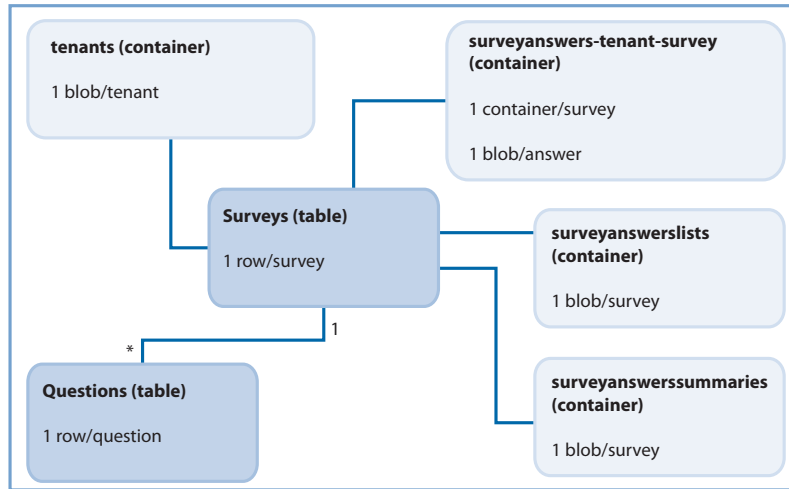 tenants (container)
1 blob/tenant
surveyanswers-tenant-survey
(container)
1 container/survey
1 blob/answer
Surveys (table)
1 row/survey
surveyanswerslists
(container)
1 blob/survey
1
*
Questions (table)
1 row/question
surveyanswerssummaries
(container)
1 blob/survey